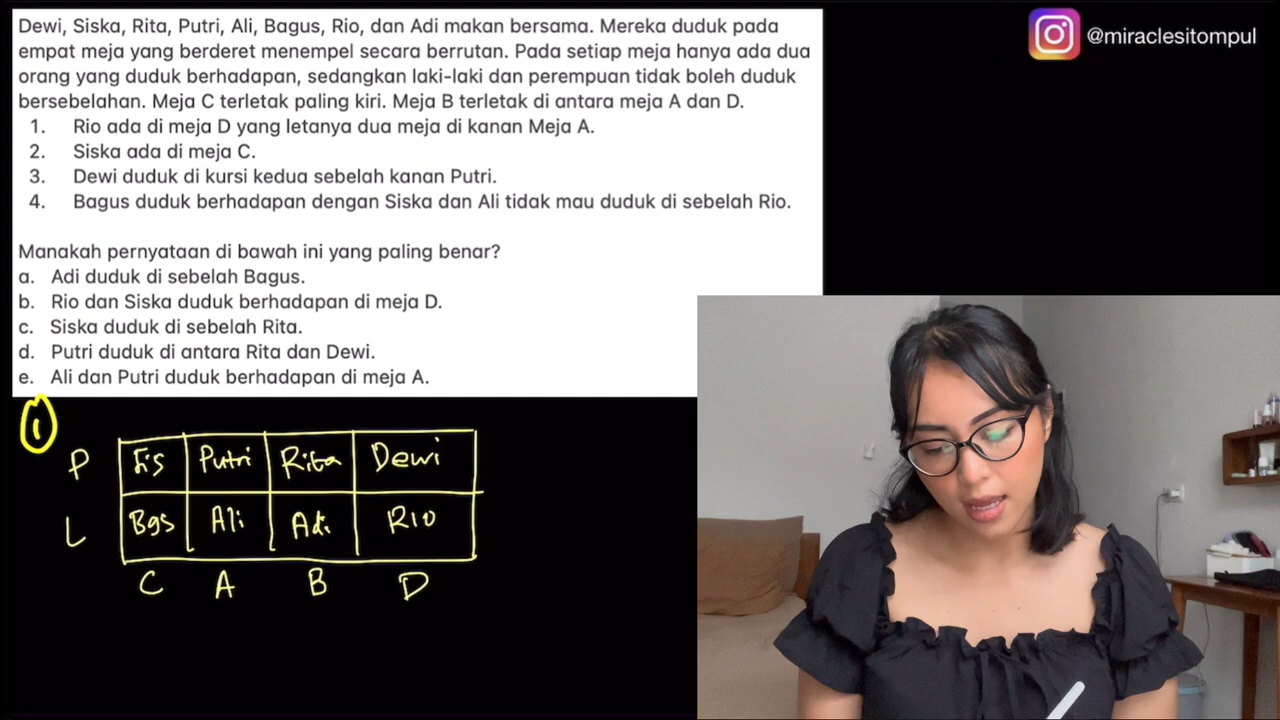 Dewi, Siska, Rita, Putri, Ali, Bagus, Rio, dan Adi makan bersama. Mereka duduk pada
empat meja yang berderet menempel secara berrutan. Pada setiap meja hanya ada dua
orang yang duduk berhadapan, sedangkan laki-laki dan perempuan tidak boleh duduk
bersebelahan. Meja C terletak paling kiri. Meja B terletak di antara meja A dan D.
1. Rio ada di meja D yang letanya dua meja di kanan Meja A.
2. Siska ada di meja C.
3. Dewi duduk di kursi kedua sebelah kanan Putri.
4. Bagus duduk berhadapan dengan Siska dan Ali tidak mau duduk di sebelah Rio.
Manakah pernyataan di bawah ini yang paling benar?
a. Adi duduk di sebelah Bagus.
b. Rio dan Siska duduk berhadapan di meja D.
c. Siska duduk di sebelah Rita.
d. Putri duduk di antara Rita dan Dewi.
e. Ali dan Putri duduk berhadapan di meja A.
@miraclesitompul
1
P Sis Putri Rita Dewi
L Bgs Ali Adi RIO
C A B D